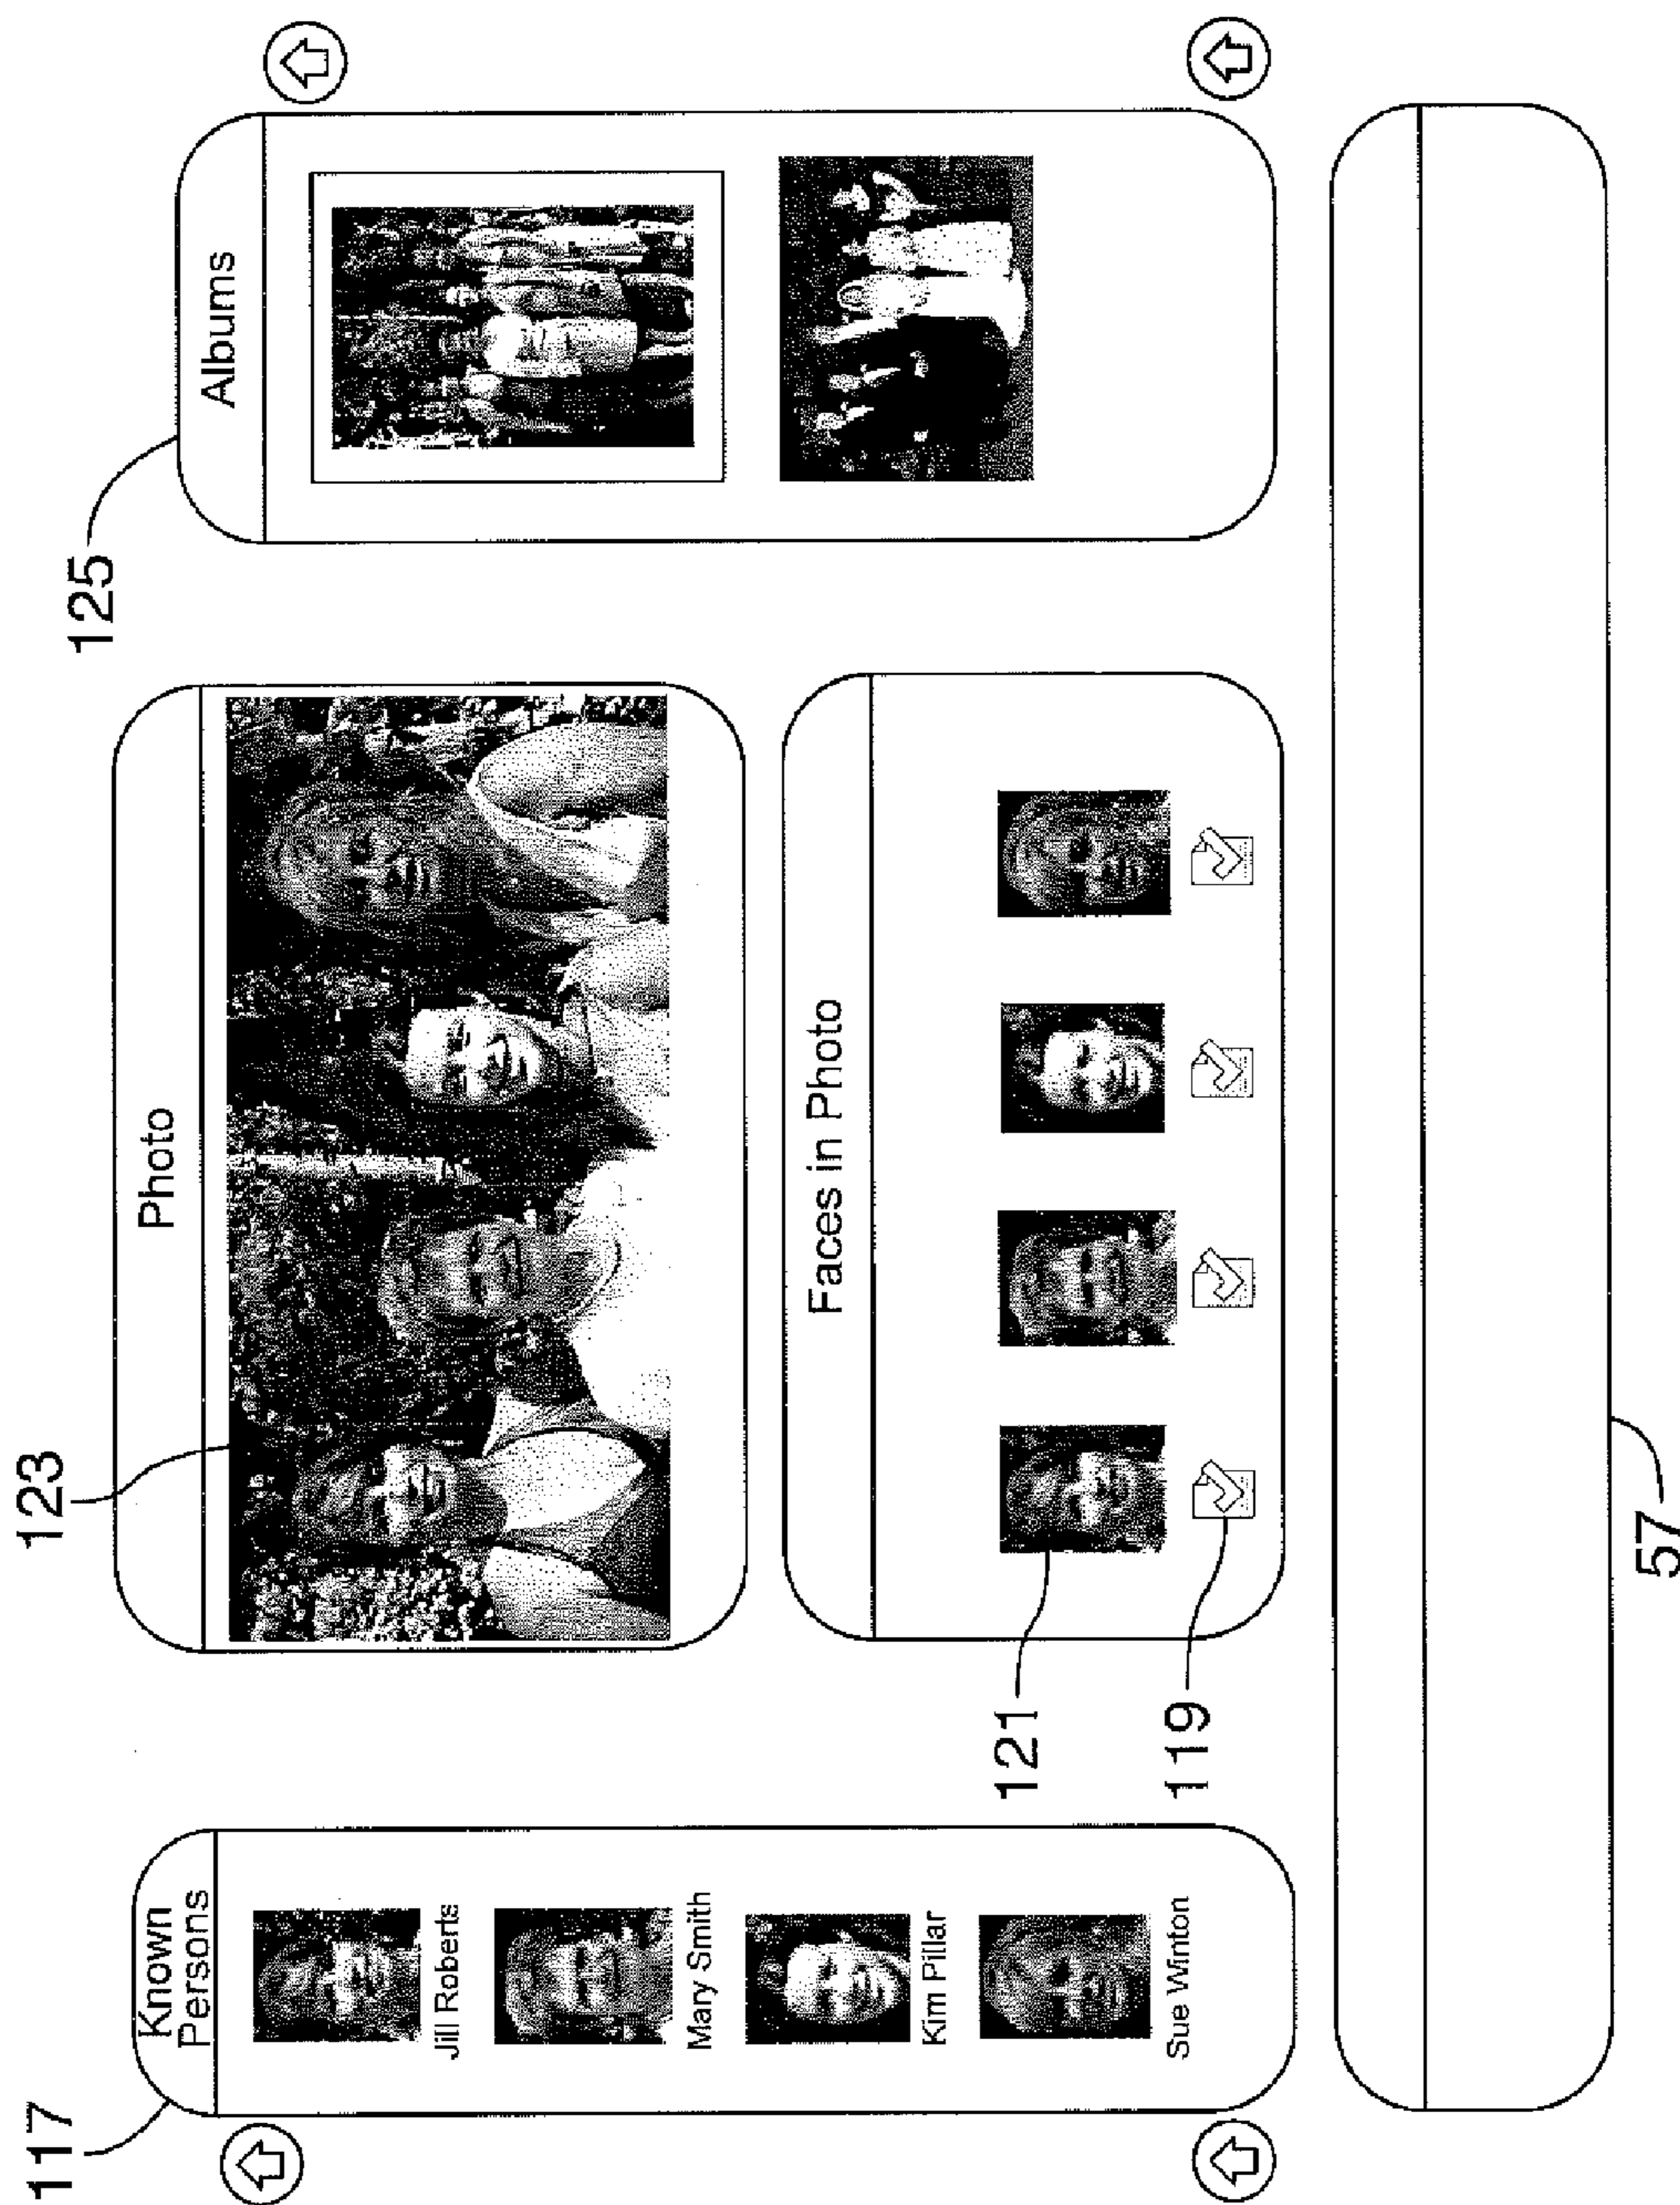 117
Known
Persons
Jill Roberts
Mary Smith
Kim Pillar
Sue Winton
123
Photo
Faces in Photo
121
119
125
Albums
57